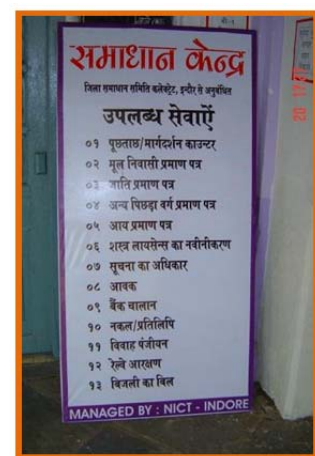 समाधान केन्द्र
जिला समाधान समिति कलेक्ट्रेट, इन्दौर से अनुबंधित
उपलब्ध सेवाऐं
०१ पूछताछ/मार्गदर्शन काउन्टर
०२ मूल निवासी प्रमाण पत्र
०३ जाति प्रमाण पत्र
०४ अन्य पिछड़ा वर्ग प्रमाण पत्र
०५ आय प्रमाण पत्र
०६ शस्त्र लायसेन्स का नवीनीकरण
०७ सूचना का अधिकार
०८ आवक
०९ बैंक चालान
१० नकल/प्रतिलिपि
११ विवाह पंजीयन
१२ रेल्वे आरक्षण
१३ बिजली का बिल
MANAGED BY : NICT - INDORE